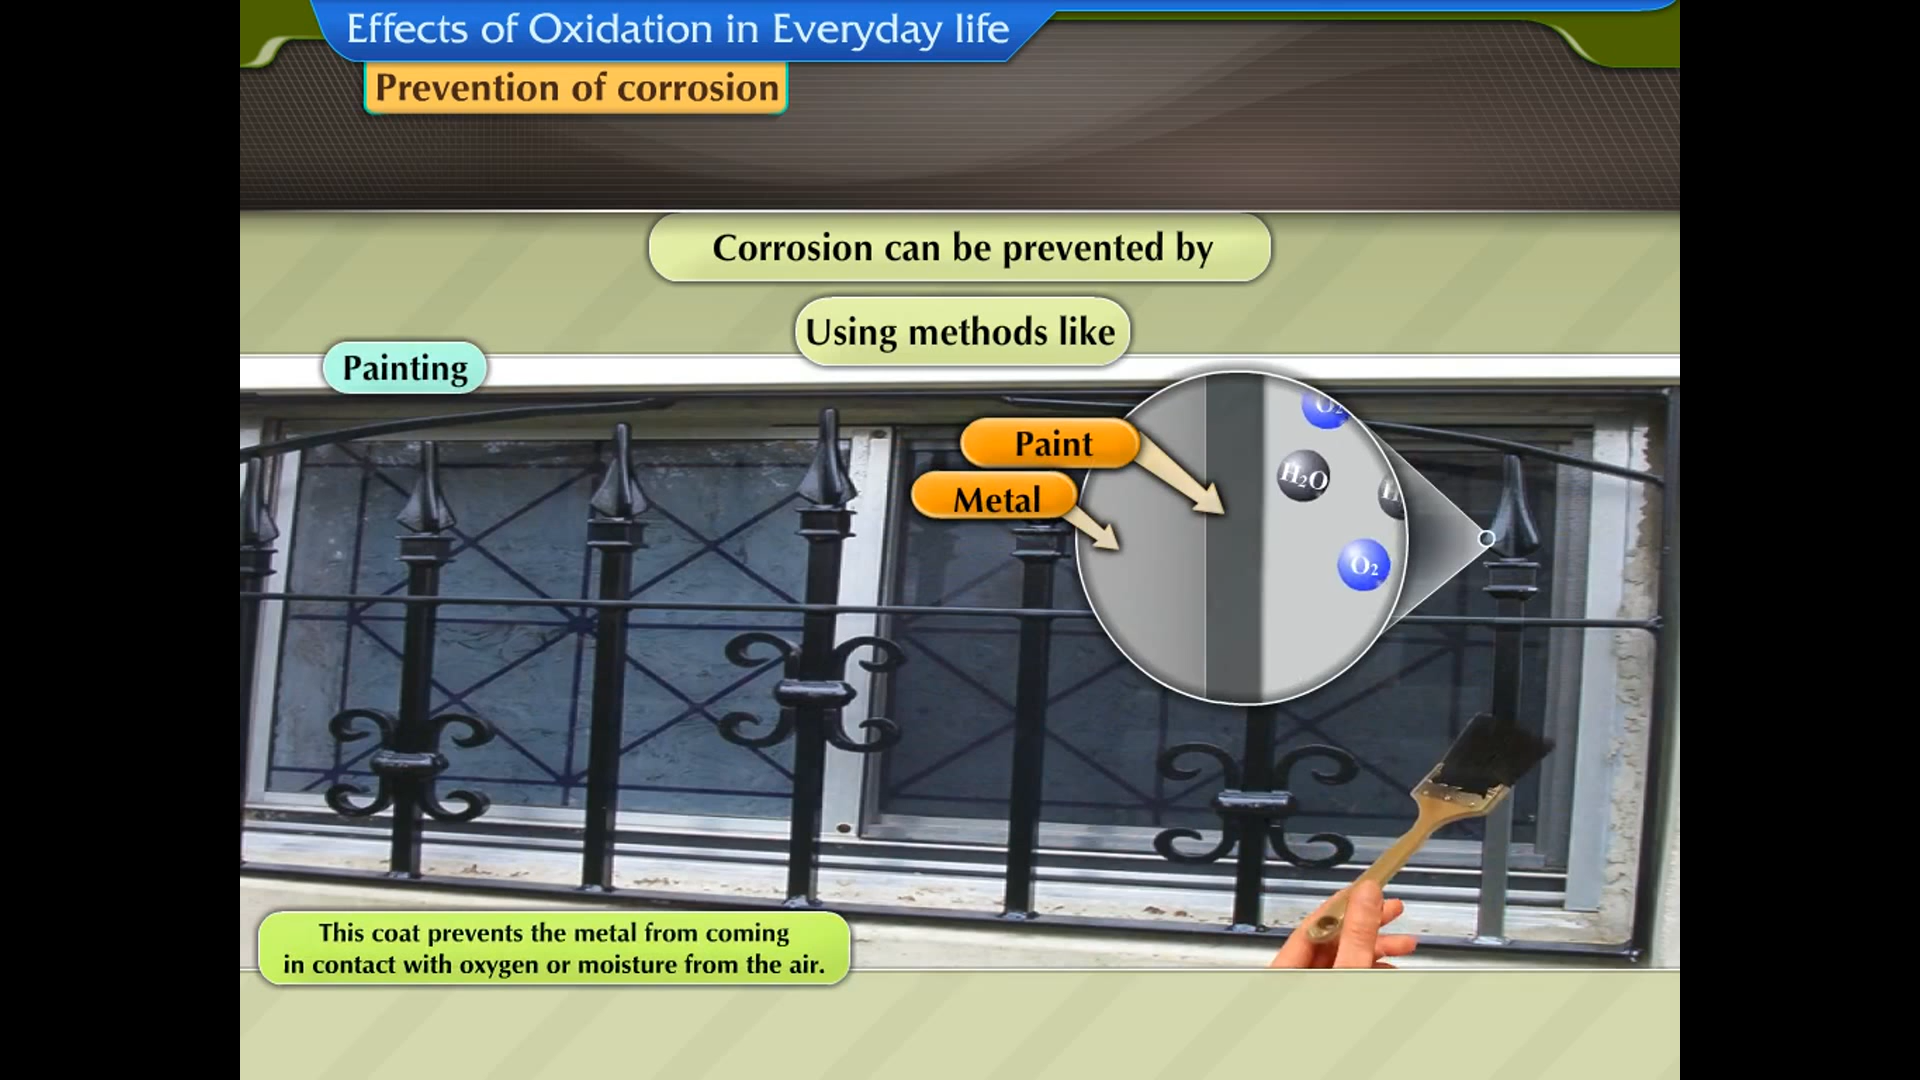 Effects of Oxidation in Everyday life
Prevention of corrosion
Corrosion can be prevented by
Using methods like
Painting
O₂
Paint
H₂O
Metal
O₂
This coat prevents the metal from coming
in contact with oxygen or moisture from the air.